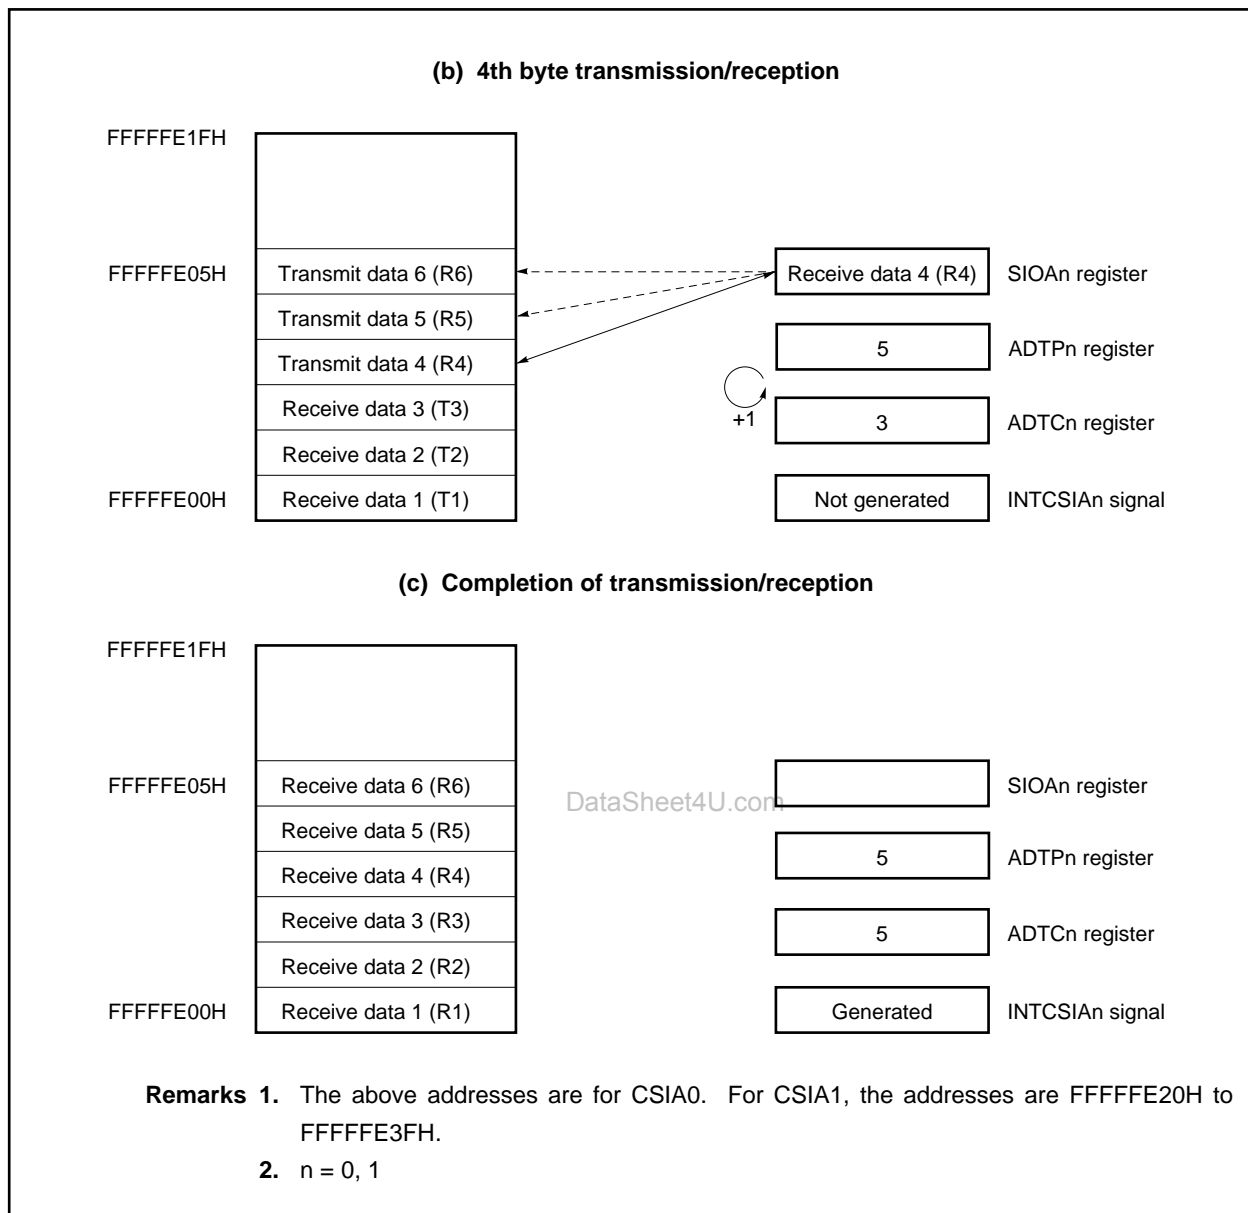 (b) 4th byte transmission/reception
FFFFFE1FH
FFFFFE05H Transmit data 6 (R6) Receive data 4 (R4) SIOAn register
Transmit data 5 (R5)
5 ADTPn register
Transmit data 4 (R4)
Receive data 3 (T3)
+1 3 ADTCn register
Receive data 2 (T2)
FFFFFE00H Receive data 1 (T1) Not generated INTCSIAn signal
(c) Completion of transmission/reception
FFFFFE1FH
FFFFFE05H Receive data 6 (R6) SIOAn register
DataSheet4U.com
Receive data 5 (R5)
5 ADTPn register
Receive data 4 (R4)
Receive data 3 (R3)
5 ADTCn register
Receive data 2 (R2)
FFFFFE00H Receive data 1 (R1) Generated INTCSIAn signal
Remarks 1. The above addresses are for CSIA0. For CSIA1, the addresses are FFFFFE20H to
FFFFFE3FH.
2. n = 0, 1